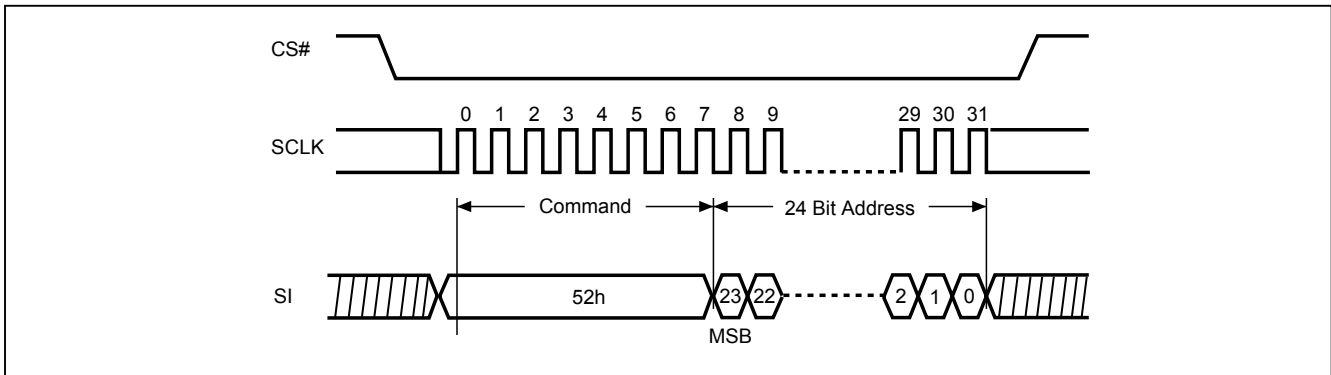 CS#
0 1 2 3 4 5 6 7 8 9 29 30 31
SCLK
Command 24 Bit Address
SI 52h 23 22 2 1 0
MSB